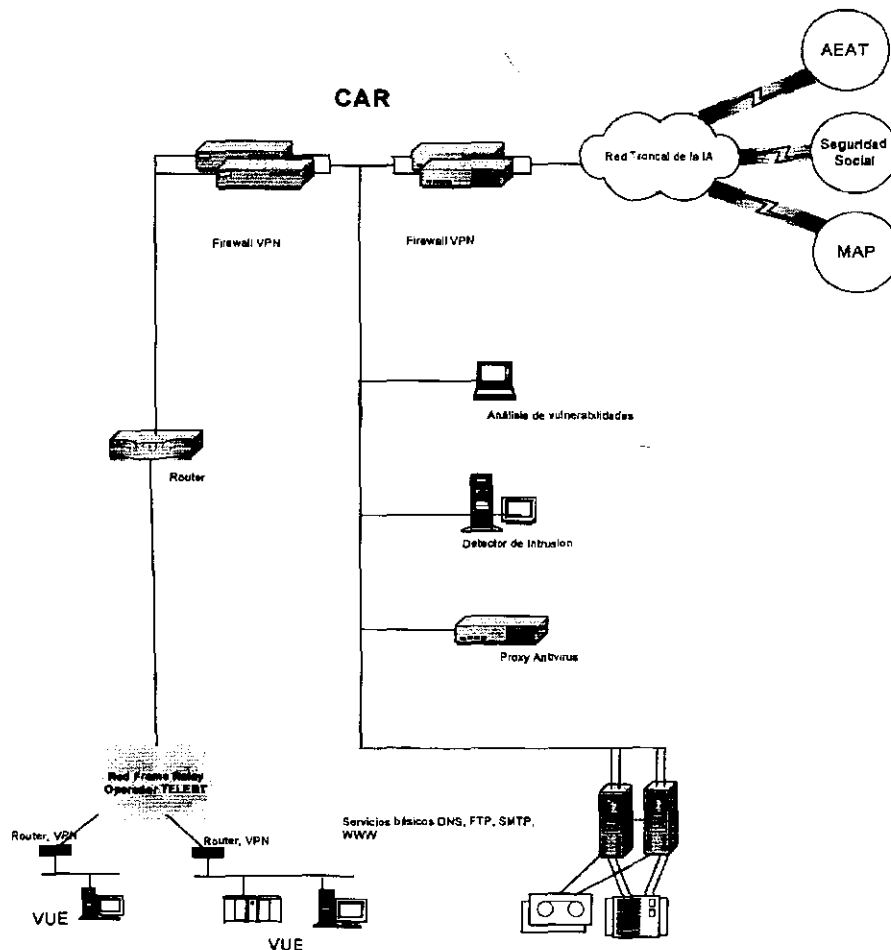 AEAT
CAR
Red Troncal de la IA
Seguridad
Social
MAP
Firewall VPN
Firewall VPN
Análisis de vulnerabilidades
Router
Detector de Intrusion
Proxy Antivirus
Red Frame Relay
Operador TELEBT
Servicios básicos DNS, FTP, SMTP,
WWW
Router, VPN
Router, VPN
VUE
VUE